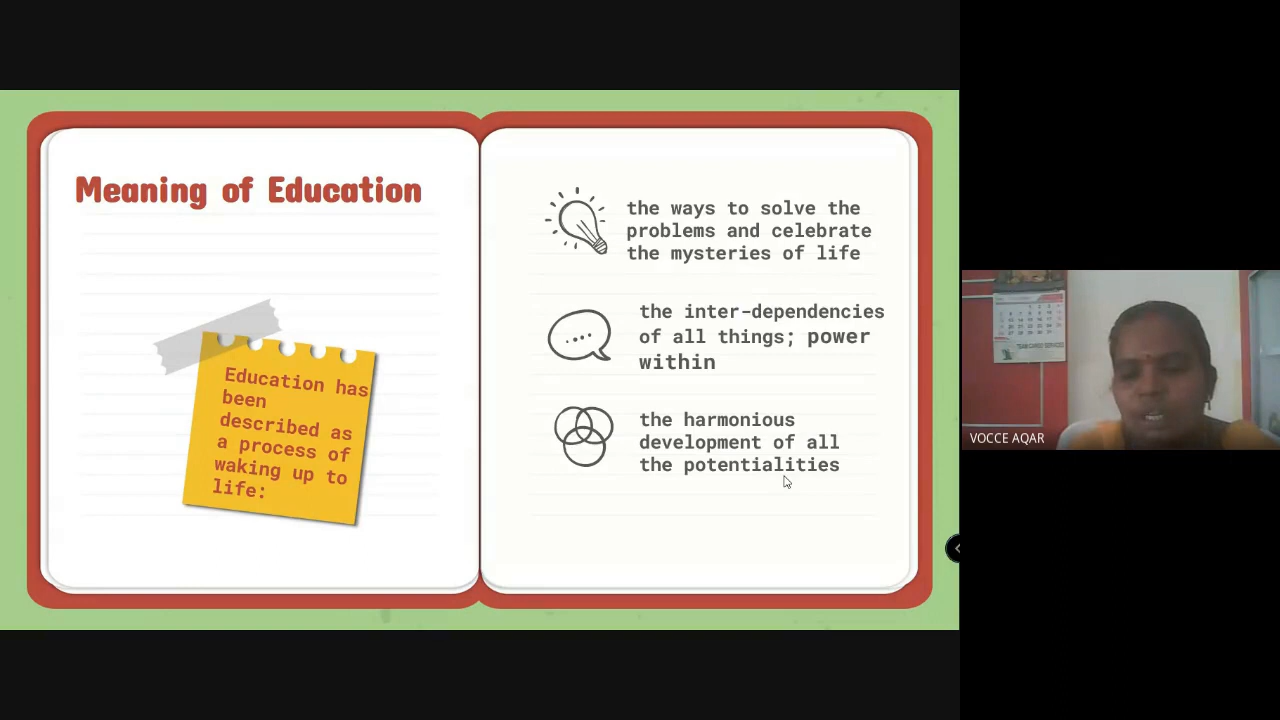 Meaning of Education
Education has
been
described as
a process of
waking up to
life:
the ways to solve the
problems and celebrate
the mysteries of life
the inter-dependencies
of all things; power
within
the harmonious
development of all
the potentialities
VOCCE AQAR